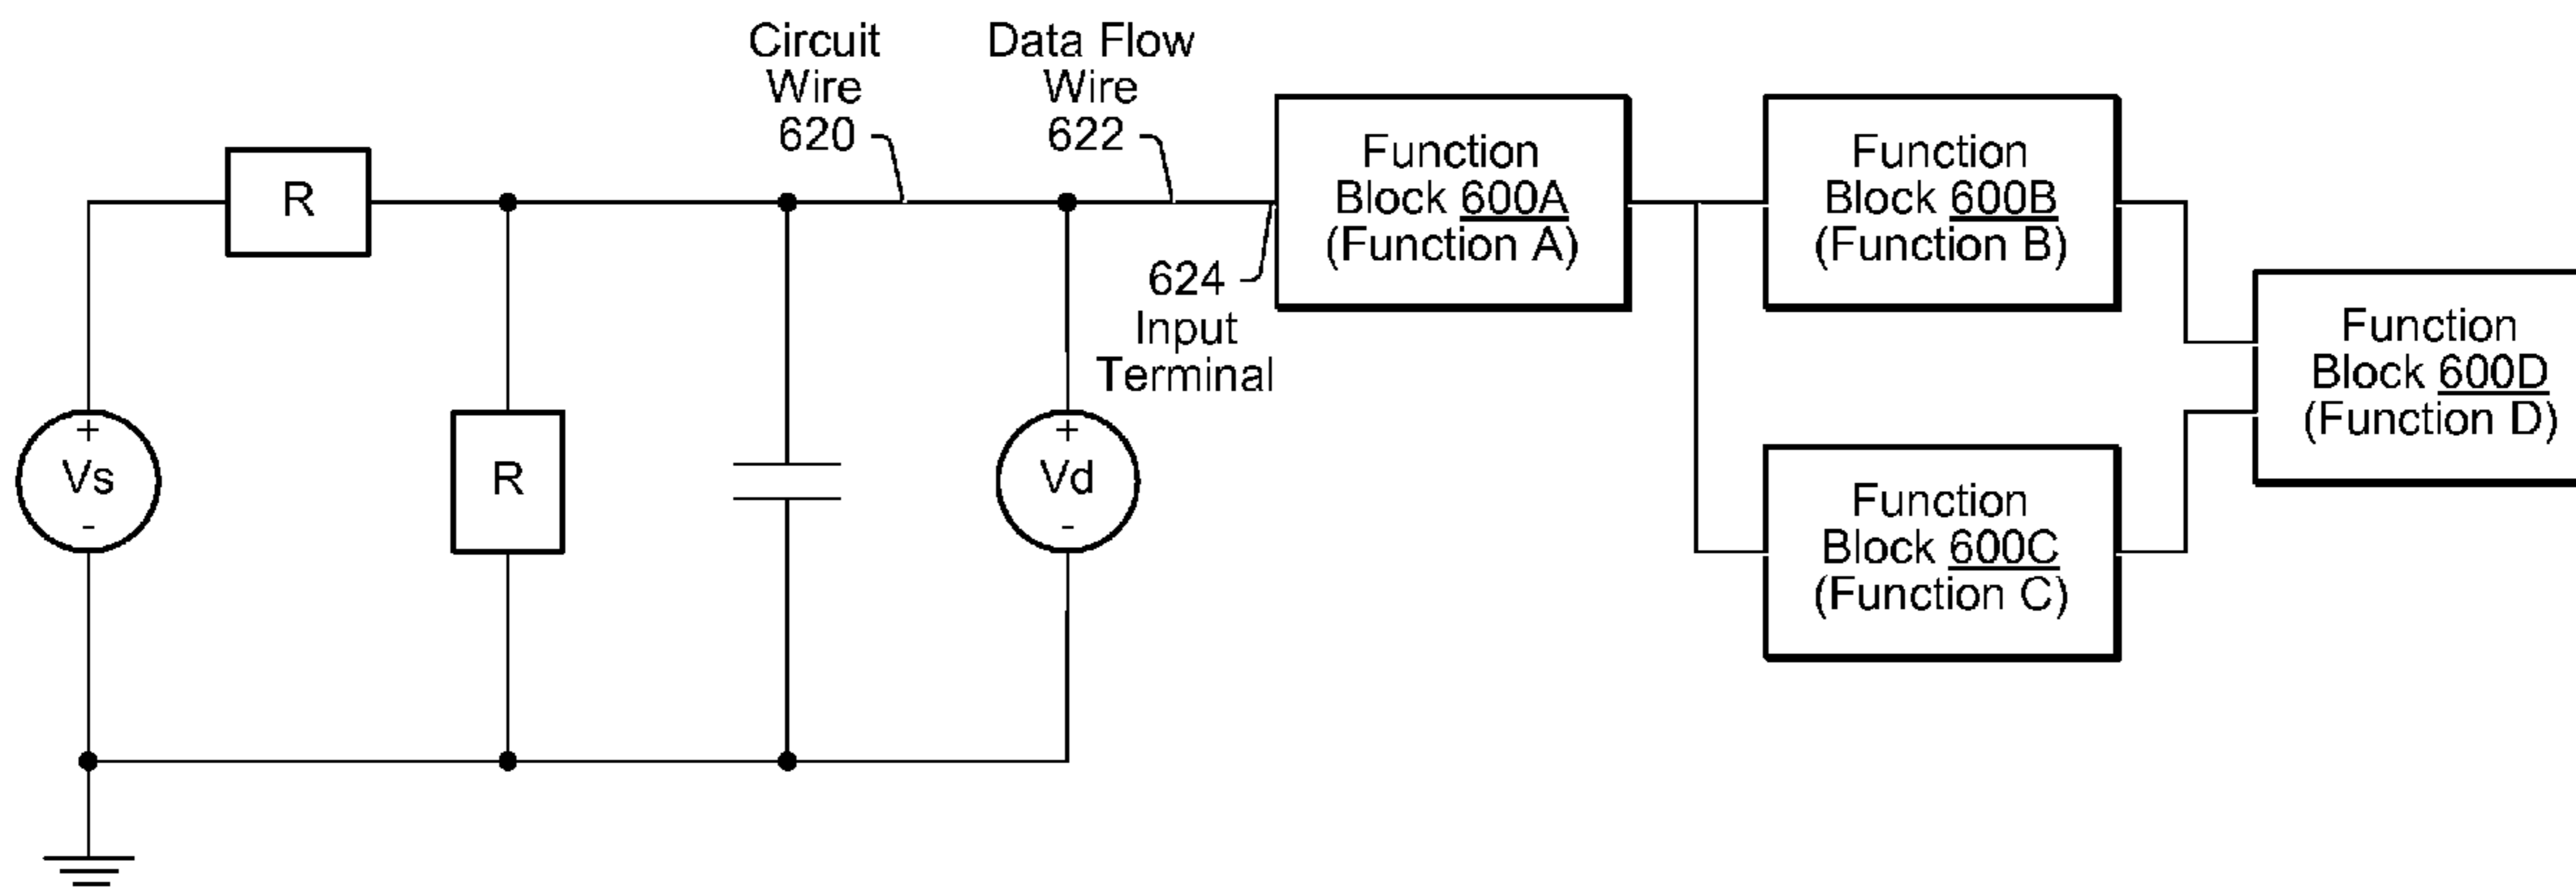 Circuit
Wire
620
Data Flow
Wire
622
R
Function
Block 600A
(Function A)
Function
Block 600B
(Function B)
624
Input
Terminal
Function
Block 600D
(Function D)
+
Vs
-
R
+
Vd
-
Function
Block 600C
(Function C)